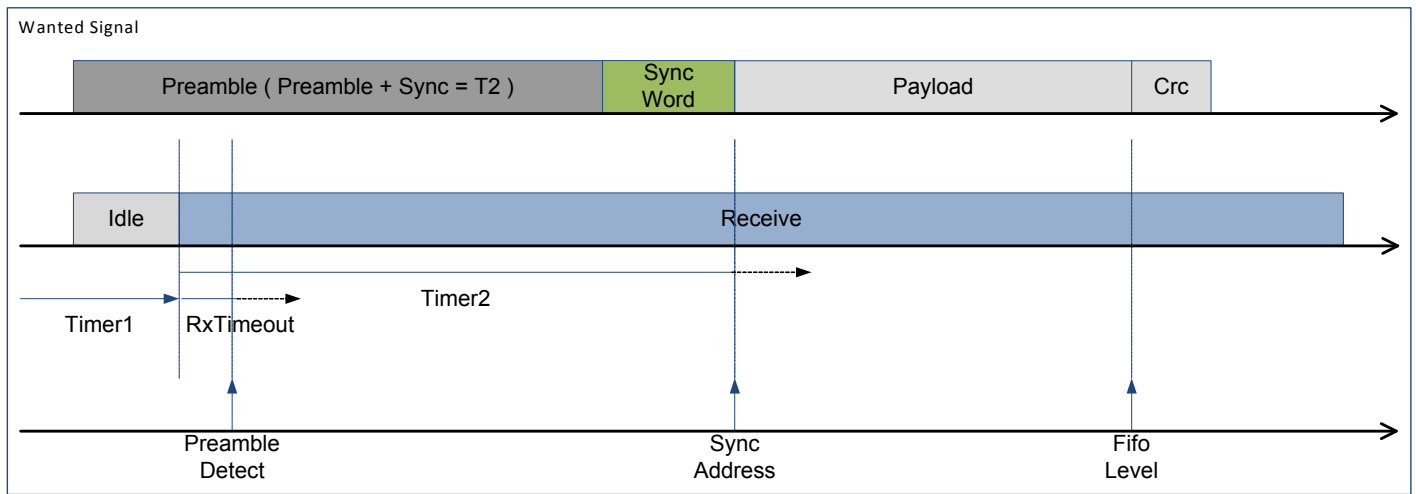 Wanted Signal
Preamble ( Preamble + Sync = T2 )
Sync
Word
Payload
Crc
Idle
Receive
Timer2
Timer1
RxTimeout
Preamble
Detect
Sync
Address
Fifo
Level